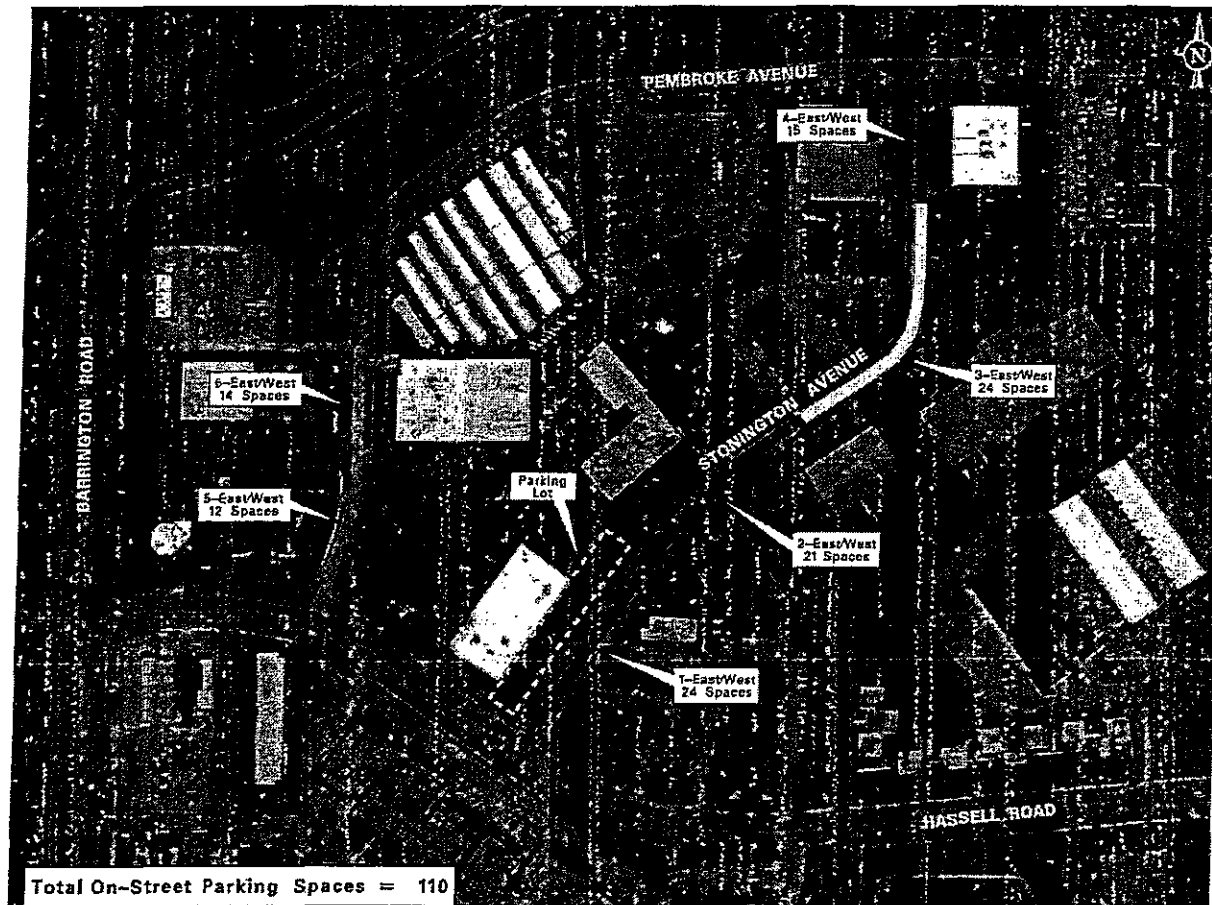 N
PEMBROKE AVENUE
4-East/West
15 Spaces
BARRINGTON ROAD
STONINGTON AVENUE
3-East/West
24 Spaces
6-East/West
14 Spaces
Parking
Lot
5-East/West
12 Spaces
2-East/West
21 Spaces
1-East/West
24 Spaces
HASSELL ROAD
Total On-Street Parking Spaces = 110